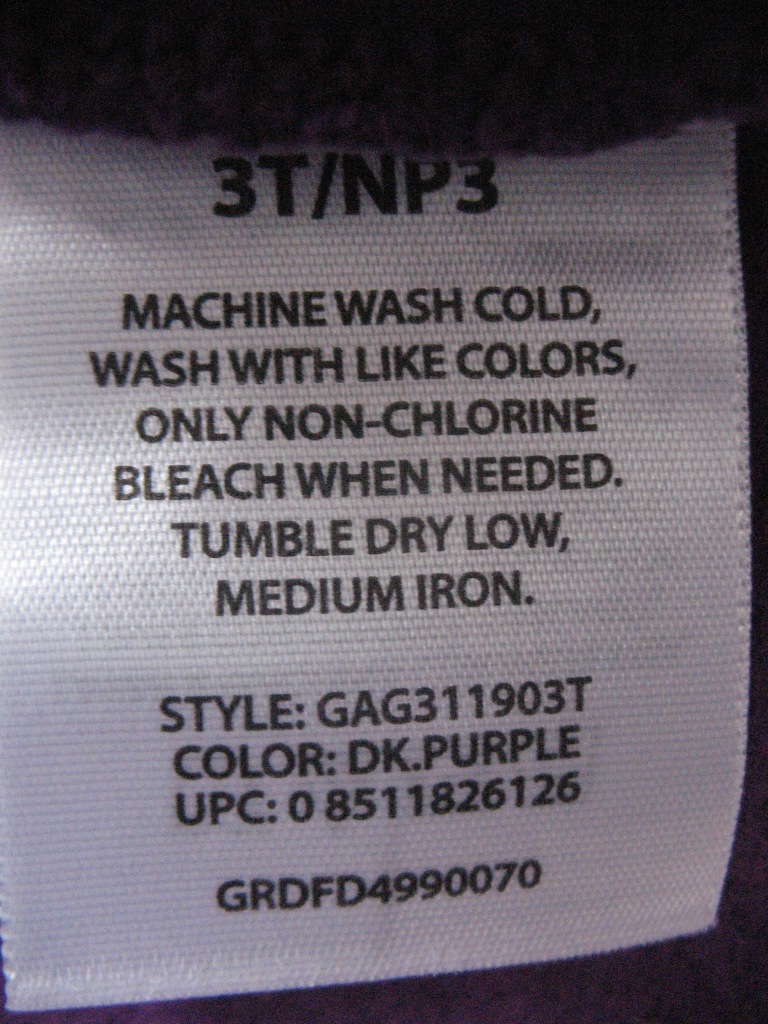 3T/NP3
MACHINE WASH COLD,
WASH WITH LIKE COLORS,
ONLY NON-CHLORINE
BLEACH WHEN NEEDED.
TUMBLE DRY LOW,
MEDIUM IRON.
STYLE: GAG311903T
COLOR: DK.PURPLE
UPC: 0 8511826126
GRDFD4990070